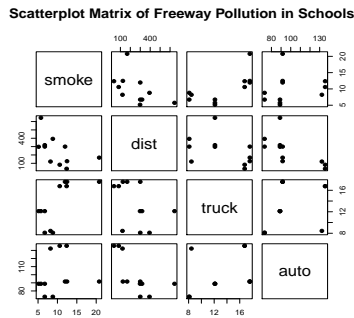 Scatterplot Matrix of Freeway Pollution in Schools
100 400
80 100 130
smoke
5 10 15 20
100 400
dist
truck
8 12 16
80 110
auto
5 10 15 20
8 12 16